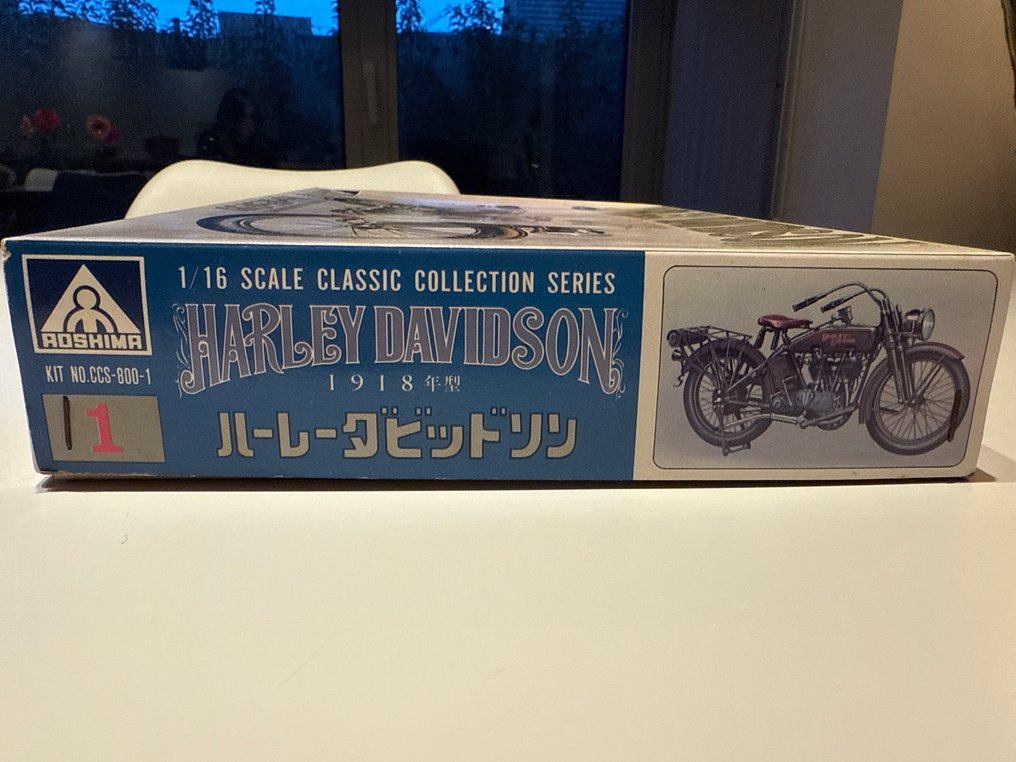 1/16 SCALE CLASSIC COLLECTION SERIES
HARLEY DAVIDSON
1918年型
ハーレーダビッドソン
AOSHIMA
KIT NO.CCS-800-1
1